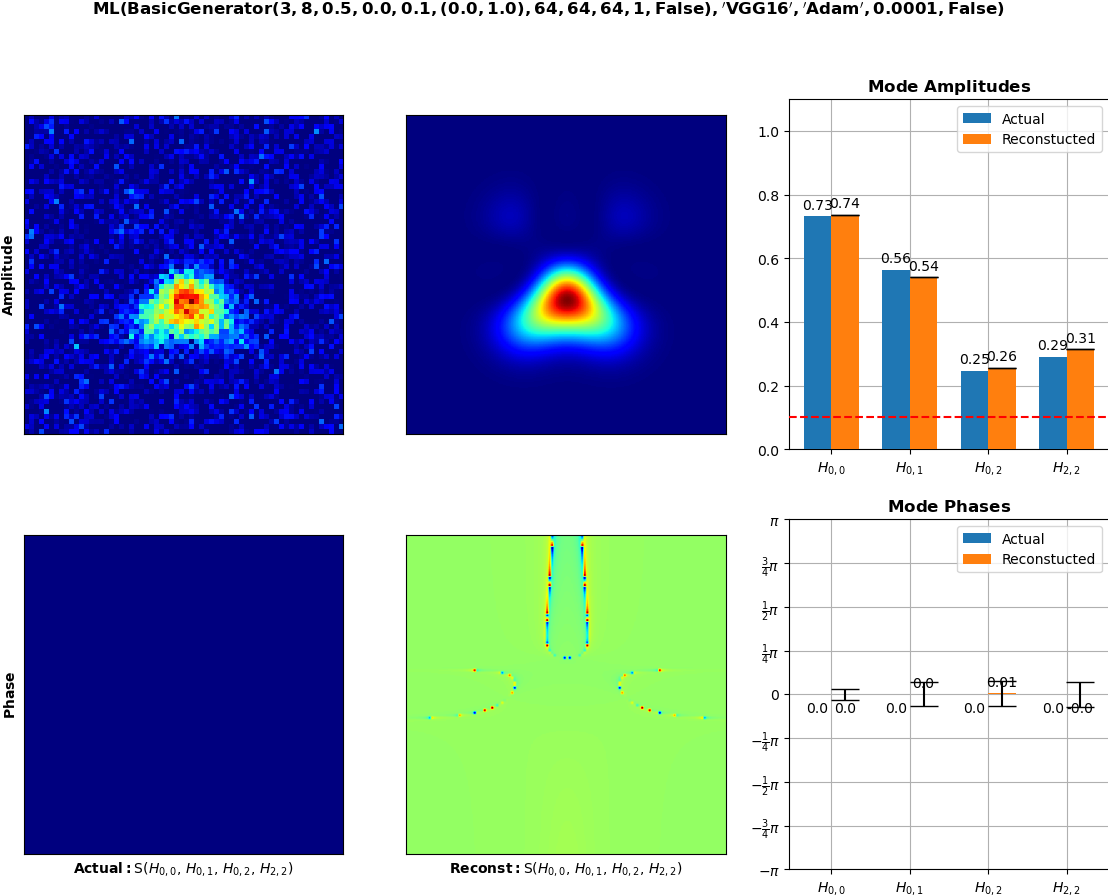 ML(BasicGenerator(3, 8, 0.5, 0.0, 0.1, (0.0, 1.0), 64, 64, 64, 1, False), ′VGG16′, ′Adam′, 0.0001, False)
Amplitude
Mode Amplitudes
Actual
Reconstucted
1.0
0.8
0.6
0.4
0.2
0.0
0.73
0.74
0.56
0.54
0.25
0.26
0.29
0.31
H0,0
H0,1
H0,2
H2,2
Phase
Actual: S(H0,0, H0,1, H0,2, H2,2)
Reconst: S(H0,0, H0,1, H0,2, H2,2)
Mode Phases
Actual
Reconstucted
π
3/4π
1/2π
1/4π
0
−1/4π
−1/2π
−3/4π
−π
0.0
0.0
0.0
0.0
0.0
0.01
0.0
0.0
H0,0
H0,1
H0,2
H2,2